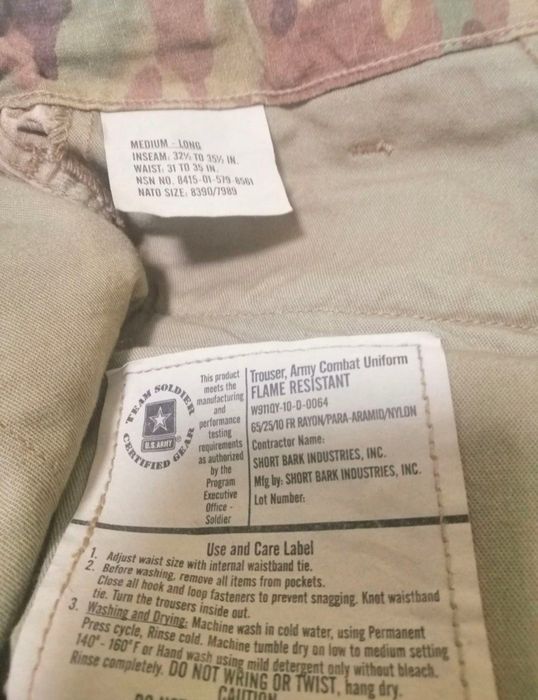 MEDIUM - LONG
INSEAM: 32½ TO 35½ IN.
WAIST: 31 TO 35 IN.
NSN NO. 8415-01-579-8561
NATO SIZE: 8390/7989
TEAM SOLDIER
U.S. ARMY
CERTIFIED GEAR
This product
meets the
manufacturing
and
performance
testing
requirements
as authorized
by the
Program
Executive
Office -
Soldier
Trouser, Army Combat Uniform
FLAME RESISTANT
W911QY-10-D-0064
65/25/10 FR RAYON/PARA-ARAMID/NYLON
Contractor Name:
SHORT BARK INDUSTRIES, INC.
Mfg by: SHORT BARK INDUSTRIES, INC.
Lot Number:
Use and Care Label
1. Adjust waist size with internal waistband tie.
2. Before washing, remove all items from pockets.
Close all hook and loop fasteners to prevent snagging. Knot waistband
tie. Turn the trousers inside out.
3. Washing and Drying: Machine wash in cold water, using Permanent
Press cycle, Rinse cold. Machine tumble dry on low to medium setting
140° - 160°F or Hand wash using mild detergent only without bleach.
Rinse completely. DO NOT WRING OR TWIST, hang dry.
CAUTION